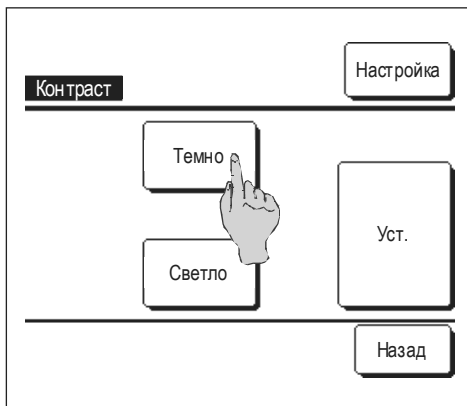 Настройка
Контраст
Темно
Уст.
Светло
Назад